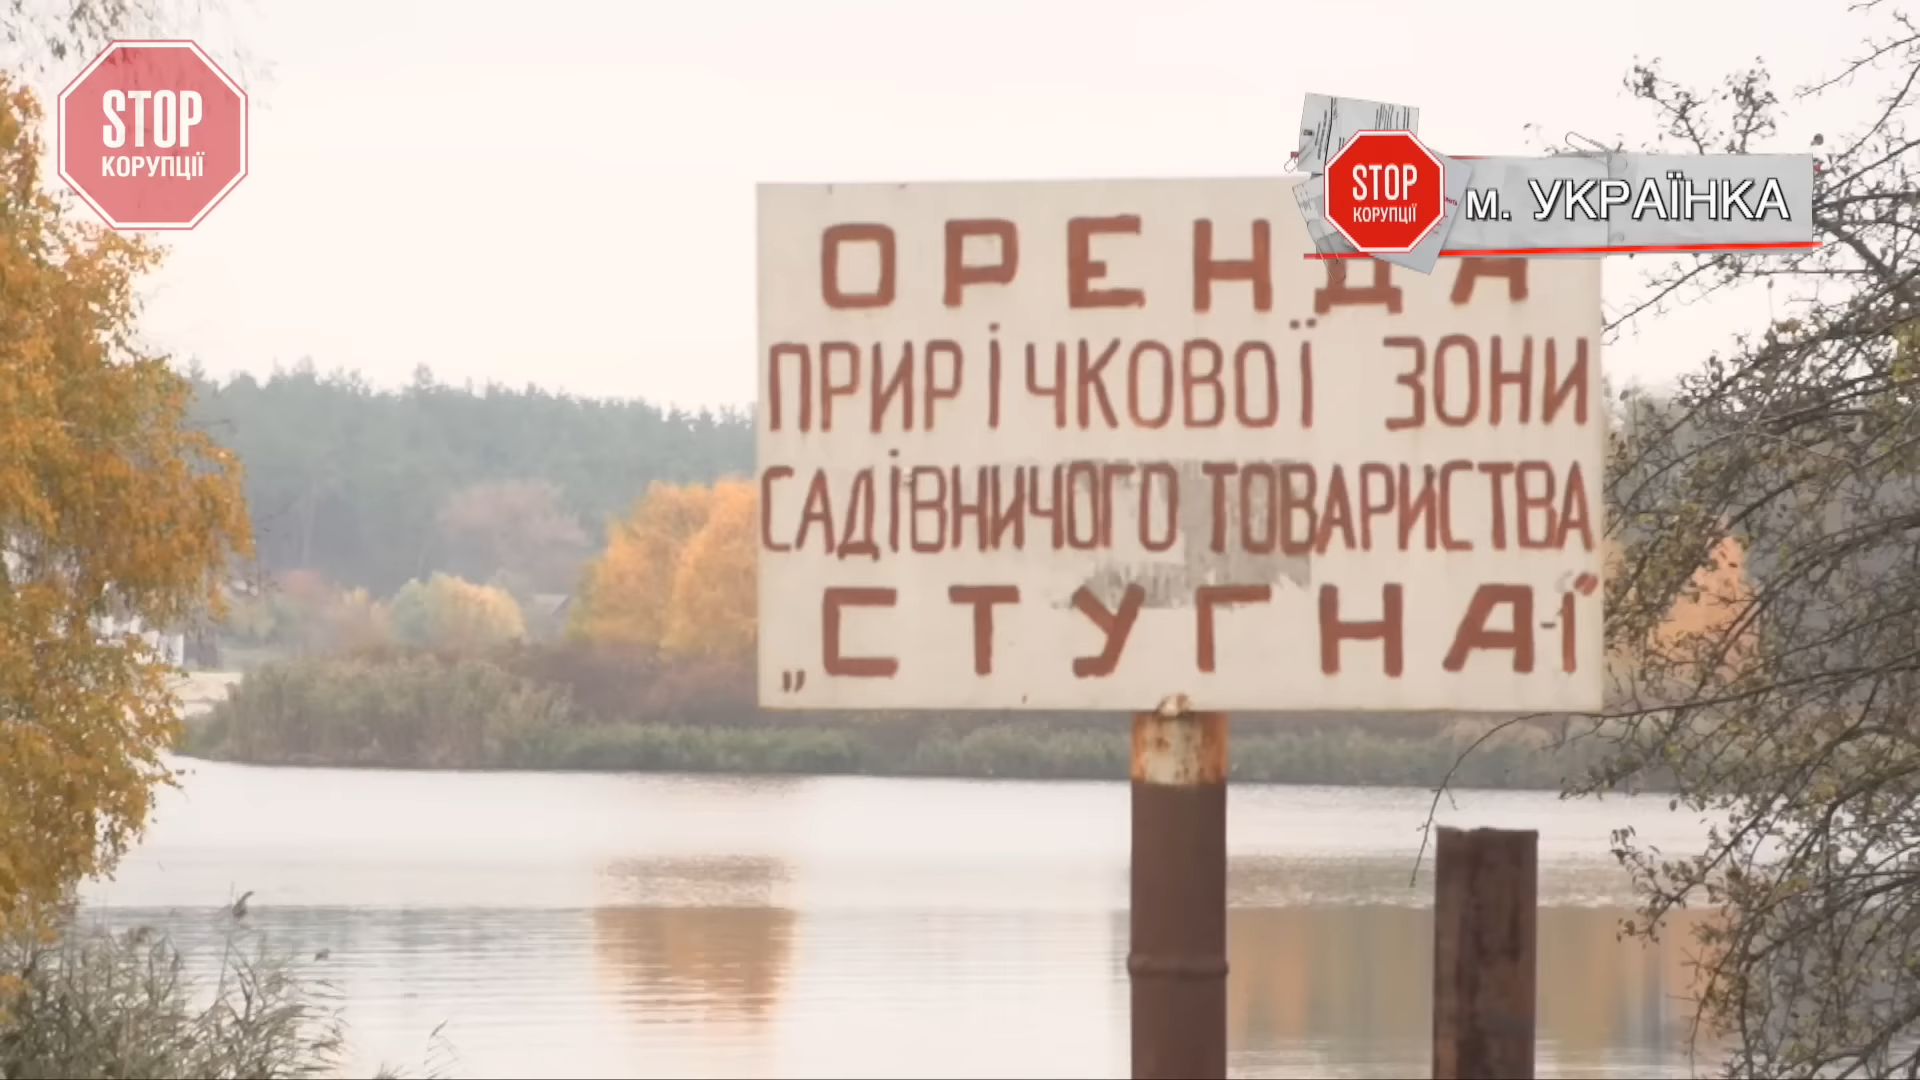 STOP
КОРУПЦІЇ
STOP
КОРУПЦІЇ
м. УКРАЇНКА
ОРЕНДА
ПРИРІЧКОВОЇ ЗОНИ
САДІВНИЧОГО ТОВАРИСТВА
„СТУГНА-1"